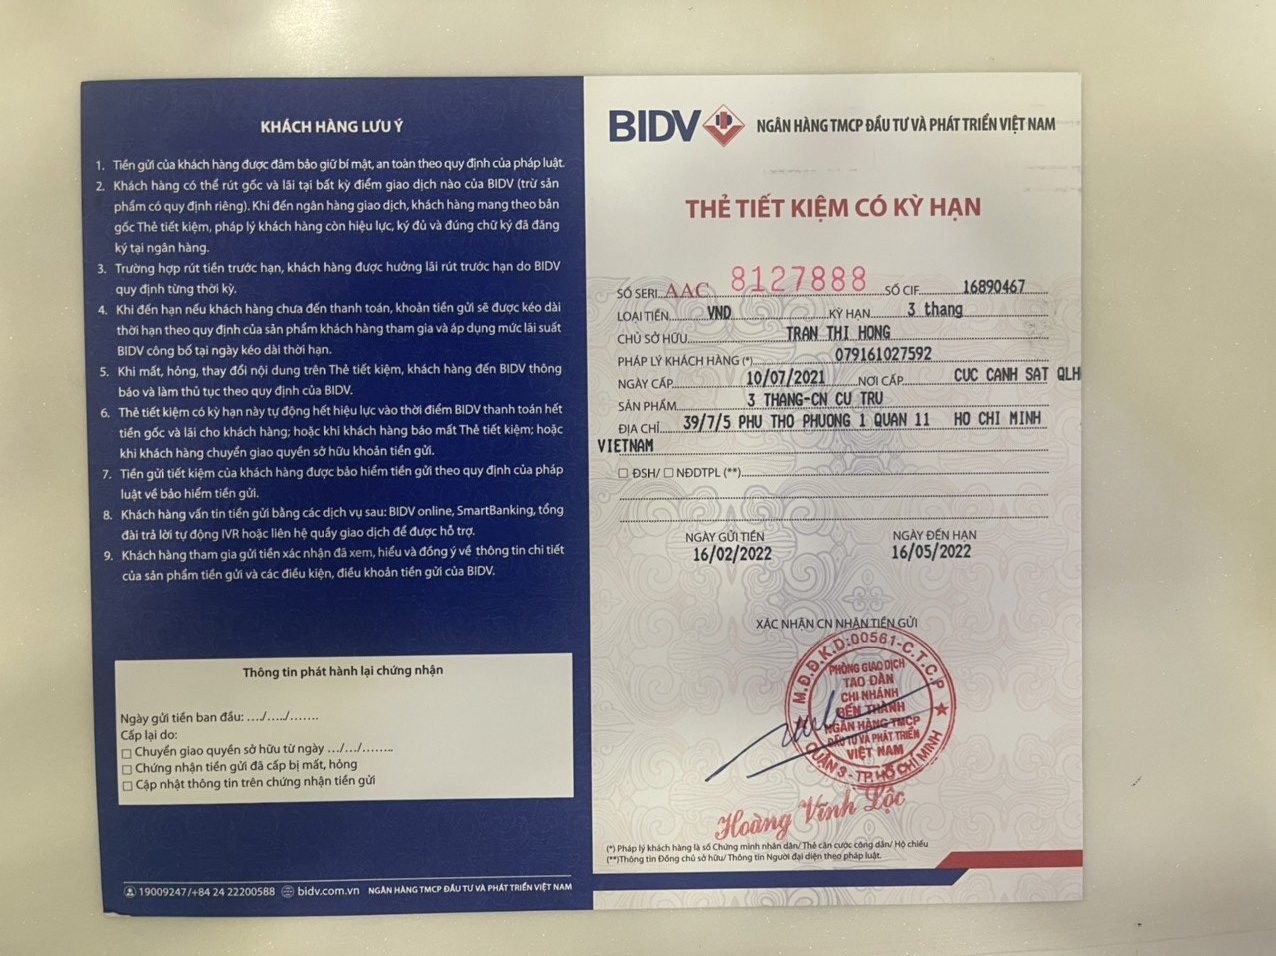 KHÁCH HÀNG LƯU Ý
1. Tiền gửi của khách hàng được đảm bảo giữ bí mật, an toàn theo quy định của pháp luật.
2. Khách hàng có thể rút gốc và lãi tại bất kỳ điểm giao dịch nào của BIDV (trừ sản
phẩm có quy định riêng). Khi đến ngân hàng giao dịch, khách hàng mang theo bản
gốc Thẻ tiết kiệm, pháp lý khách hàng còn hiệu lực, ký đủ và đúng chữ ký đã đăng
ký tại ngân hàng.
3. Trường hợp rút tiền trước hạn, khách hàng được hưởng lãi rút trước hạn do BIDV
quy định từng thời kỳ.
4. Khi đến hạn nếu khách hàng chưa đến thanh toán, khoản tiền gửi sẽ được kéo dài
thời hạn theo quy định của sản phẩm khách hàng tham gia và áp dụng mức lãi suất
BIDV công bố tại ngày kéo dài thời hạn.
5. Khi mất, hỏng, thay đổi nội dung trên Thẻ tiết kiệm, khách hàng đến BIDV thông
báo và làm thủ tục theo quy định của BIDV.
6. Thẻ tiết kiệm có kỳ hạn này tự động hết hiệu lực vào thời điểm BIDV thanh toán hết
tiền gốc và lãi cho khách hàng; hoặc khi khách hàng báo mất Thẻ tiết kiệm; hoặc
khi khách hàng chuyển giao quyền sở hữu khoản tiền gửi.
7. Tiền gửi tiết kiệm của khách hàng được bảo hiểm tiền gửi theo quy định của pháp
luật về bảo hiểm tiền gửi.
8. Khách hàng vấn tin tiền gửi bằng các dịch vụ sau: BIDV online, SmartBanking, tổng
đài trả lời tự động IVR hoặc liên hệ quầy giao dịch để được hỗ trợ.
9. Khách hàng tham gia gửi tiền xác nhận đã xem, hiểu và đồng ý về thông tin chi tiết
của sản phẩm tiền gửi và các điều kiện, điều khoản tiền gửi của BIDV.
Thông tin phát hành lại chứng nhận
Ngày gửi tiền ban đầu: ..../...../.......
Cấp lại do:
□ Chuyển giao quyền sở hữu từ ngày .../.../........
□ Chứng nhận tiền gửi đã cấp bị mất, hỏng
□ Cập nhật thông tin trên chứng nhận tiền gửi
19009247/+84 24 22200588 bidv.com.vn NGÂN HÀNG TMCP ĐẦU TƯ VÀ PHÁT TRIỂN VIỆT NAM
BIDV NGÂN HÀNG TMCP ĐẦU TƯ VÀ PHÁT TRIỂN VIỆT NAM
THẺ TIẾT KIỆM CÓ KỲ HẠN
SỐ SERI AAC 8127888 SỐ CIF 16890467
LOẠI TIỀN VND KỲ HẠN 3 thang
CHỦ SỞ HỮU TRAN THI HONG
PHÁP LÝ KHÁCH HÀNG (*) 079161027592
NGÀY CẤP 10/07/2021 NƠI CẤP CUC CANH SAT QLH
SẢN PHẨM 3 THANG-CN CU TRU
ĐỊA CHỈ 39/7/5 PHU THO PHUONG 1 QUAN 11 HO CHI MINH
VIETNAM
□ ĐSH/ □ NĐDTPL (**)
NGÀY GỬI TIỀN NGÀY ĐẾN HẠN
16/02/2022 16/05/2022
XÁC NHẬN CN NHẬN TIỀN GỬI
M.Đ.Đ.K.D:00561-C.T.C.P
PHÒNG GIAO DỊCH
TAO ĐÀN
CHI NHÁNH
BẾN THÀNH
NGÂN HÀNG TMCP
ĐẦU TƯ VÀ PHÁT TRIỂN
VIỆT NAM
QUẬN 3 - TP. HỒ CHÍ MINH
Hoàng Vĩnh Lộc
(*) Pháp lý khách hàng là số Chứng minh nhân dân/ Thẻ căn cước công dân/ Hộ chiếu
(**)Thông tin Đồng chủ sở hữu/ Thông tin Người đại diện theo pháp luật.